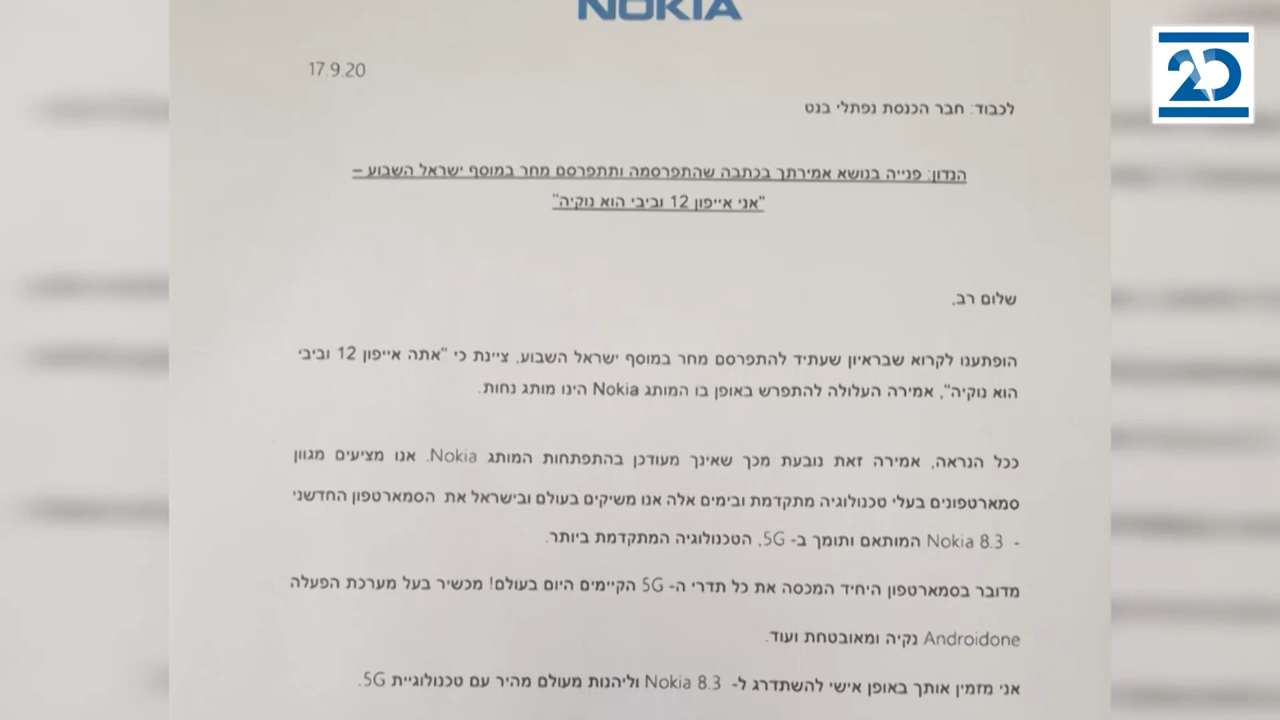 NOKIA
20
17.9.20
לכבוד: חבר הכנסת נפתלי בנט
הנדון: פנייה בנושא אמירתך בכתבה שהתפרסמה ותתפרסם מחר במוסף ישראל השבוע –
"אני אייפון 12 וביבי הוא נוקיה"
שלום רב,
הופתענו לקרוא שבראיון שעתיד להתפרסם מחר במוסף ישראל השבוע, ציינת כי "אתה אייפון 12 וביבי
הוא נוקיה", אמירה העלולה להתפרש באופן בו המותג Nokia הינו מותג נחות.
ככל הנראה, אמירה זאת נובעת מכך שאינך מעודכן בהתפתחות המותג Nokia. אנו מציעים מגוון
סמארטפונים בעלי טכנולוגיה מתקדמת ובימים אלה אנו משיקים בעולם ובישראל את הסמארטפון החדשני
- Nokia 8.3 המותאם ותומך ב- 5G, הטכנולוגיה המתקדמת ביותר.
מדובר בסמארטפון היחיד המכסה את כל תדרי ה- 5G הקיימים היום בעולם! מכשיר בעל מערכת הפעלה
Androidone נקיה ומאובטחת ועוד.
אני מזמין אותך באופן אישי להשתדרג ל- Nokia 8.3 וליהנות מעולם מהיר עם טכנולוגיית 5G.